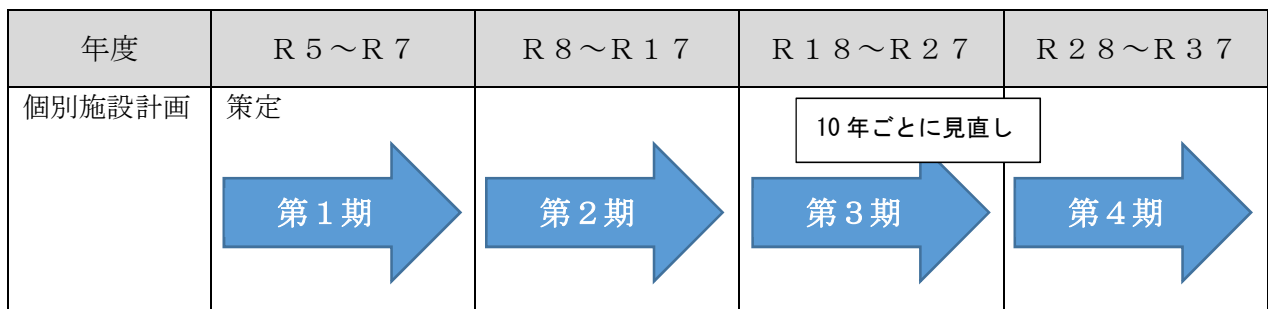 年度
Ｒ５～Ｒ７
Ｒ８～Ｒ１７
Ｒ１８～Ｒ２７
Ｒ２８～Ｒ３７
個別施設計画
策定
10 年ごとに見直し
第１期
第２期
第３期
第４期